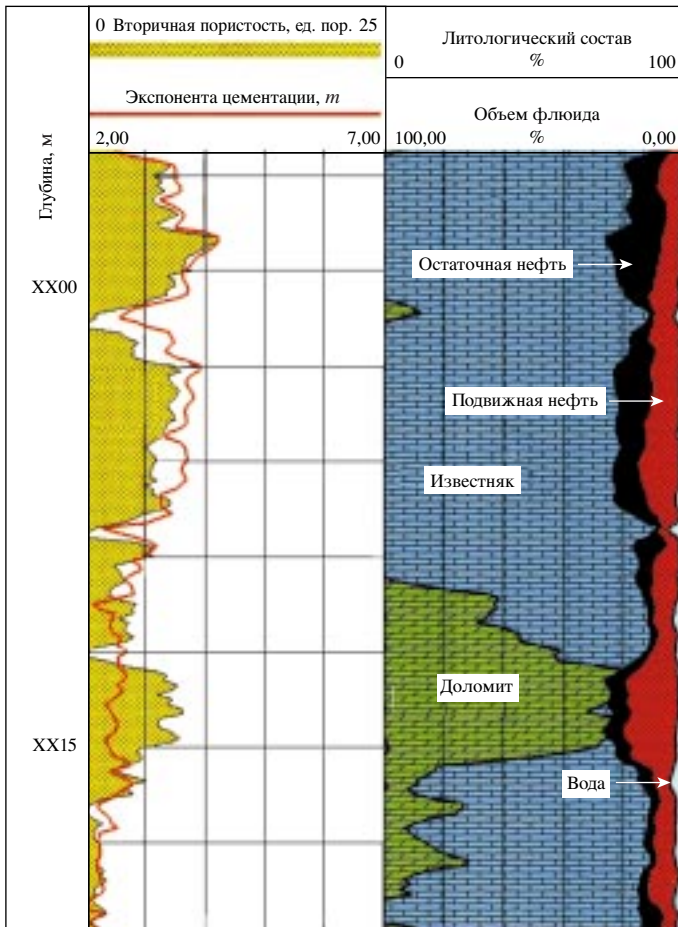 0 Вторичная пористость, ед. пор. 25
Экспонента цементации, m
2,00 7,00
Литологический состав
0 % 100
Объем флюида
100,00 % 0,00
Глубина, м
XX00
XX15
Остаточная нефть
Подвижная нефть
Известняк
Доломит
Вода